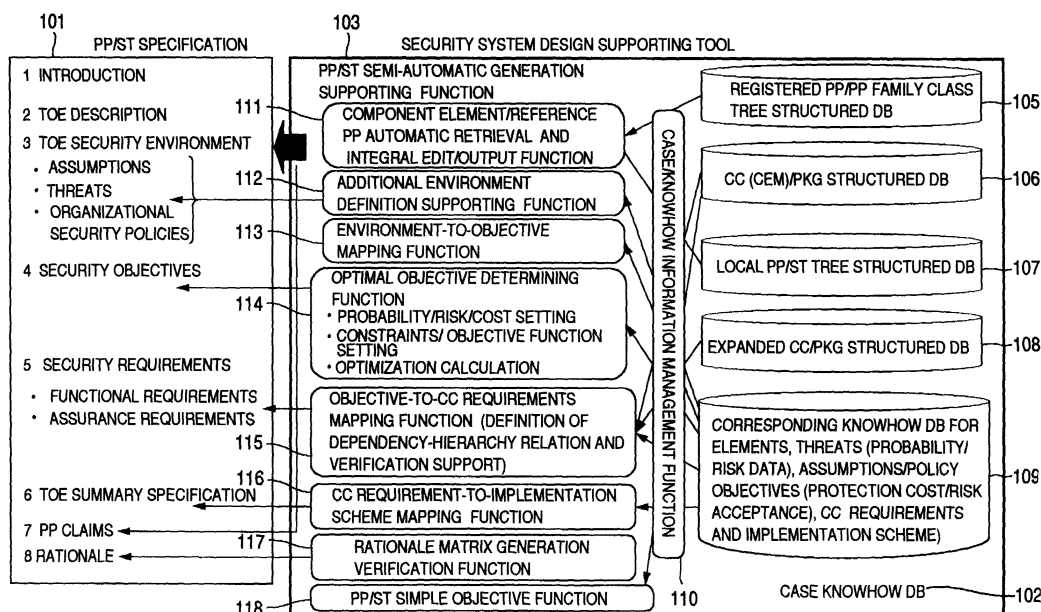 101
PP/ST SPECIFICATION
1 INTRODUCTION
2 TOE DESCRIPTION
3 TOE SECURITY ENVIRONMENT
• ASSUMPTIONS
• THREATS
• ORGANIZATIONAL
SECURITY POLICIES
4 SECURITY OBJECTIVES
5 SECURITY REQUIREMENTS
• FUNCTIONAL REQUIREMENTS
• ASSURANCE REQUIREMENTS
6 TOE SUMMARY SPECIFICATION
7 PP CLAIMS
8 RATIONALE
103
SECURITY SYSTEM DESIGN SUPPORTING TOOL
PP/ST SEMI-AUTOMATIC GENERATION
SUPPORTING FUNCTION
111
COMPONENT ELEMENT/REFERENCE
PP AUTOMATIC RETRIEVAL AND
INTEGRAL EDIT/OUTPUT FUNCTION
112
ADDITIONAL ENVIRONMENT
DEFINITION SUPPORTING FUNCTION
113
ENVIRONMENT-TO-OBJECTIVE
MAPPING FUNCTION
114
OPTIMAL OBJECTIVE DETERMINING
FUNCTION
• PROBABILITY/RISK/COST SETTING
• CONSTRAINTS/ OBJECTIVE FUNCTION
SETTING
• OPTIMIZATION CALCULATION
115
OBJECTIVE-TO-CC REQUIREMENTS
MAPPING FUNCTION (DEFINITION OF
DEPENDENCY-HIERARCHY RELATION AND
VERIFICATION SUPPORT)
116
CC REQUIREMENT-TO-IMPLEMENTATION
SCHEME MAPPING FUNCTION
117
RATIONALE MATRIX GENERATION
VERIFICATION FUNCTION
118
PP/ST SIMPLE OBJECTIVE FUNCTION
CASE/KNOWHOW INFORMATION MANAGEMENT FUNCTION
110
REGISTERED PP/PP FAMILY CLASS
TREE STRUCTURED DB
105
CC (CEM)/PKG STRUCTURED DB
106
LOCAL PP/ST TREE STRUCTURED DB
107
EXPANDED CC/PKG STRUCTURED DB
108
CORRESPONDING KNOWHOW DB FOR
ELEMENTS, THREATS (PROBABILITY/
RISK DATA), ASSUMPTIONS/POLICY
OBJECTIVES (PROTECTION COST/RISK
ACCEPTANCE), CC REQUIREMENTS
AND IMPLEMENTATION SCHEME)
109
CASE KNOWHOW DB
102